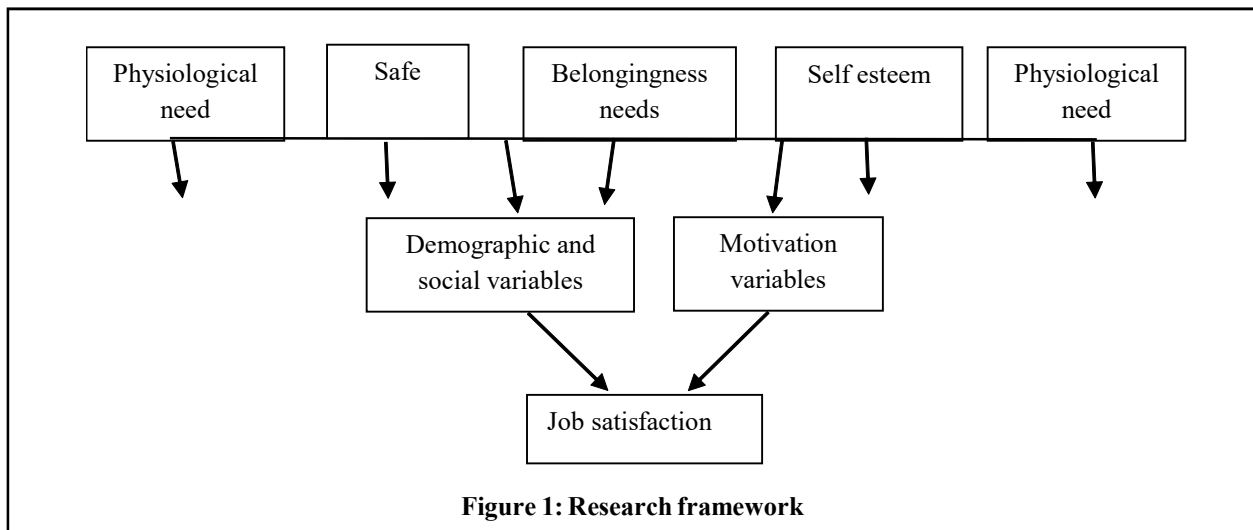 Physiological
need
Safe
Belongingness
needs
Self esteem
Physiological
need
Demographic and
social variables
Motivation
variables
Job satisfaction
Figure 1: Research framework